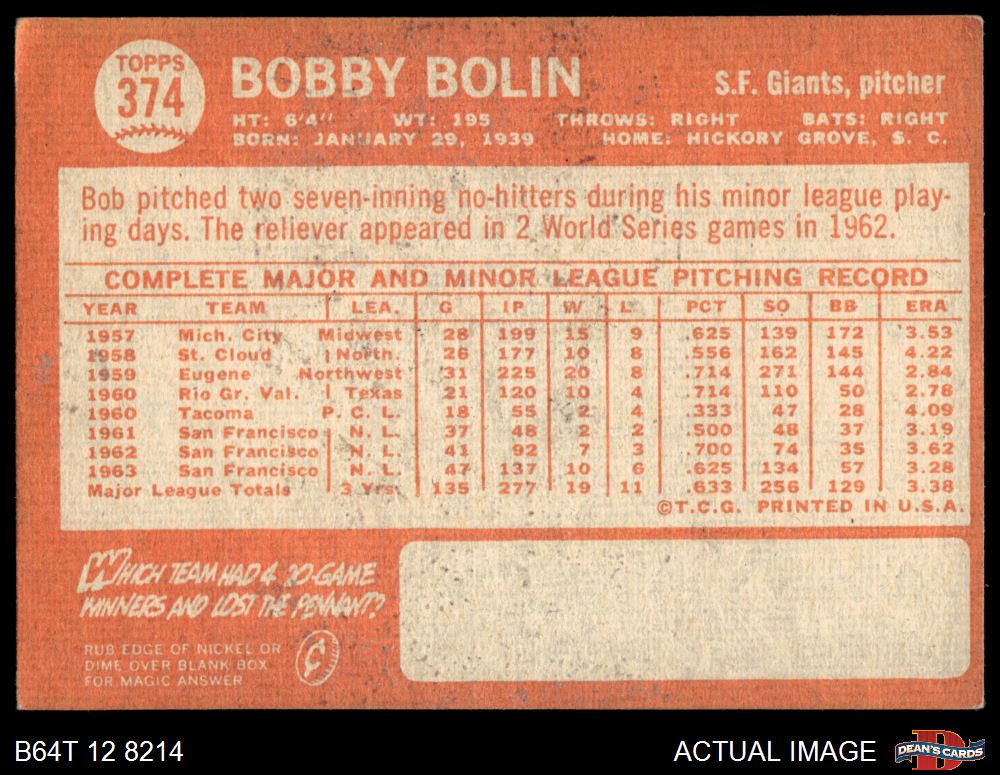 TOPPS
374
BOBBY BOLIN
S.F. Giants, pitcher
HT: 6'4" WT: 195 THROWS: RIGHT BATS: RIGHT
BORN: JANUARY 29, 1939 HOME: HICKORY GROVE, S. C.
Bob pitched two seven-inning no-hitters during his minor league play-
ing days. The reliever appeared in 2 World Series games in 1962.
COMPLETE MAJOR AND MINOR LEAGUE PITCHING RECORD
YEAR TEAM LEA. G IP W L PCT SO BB ERA
1957 Mich. City Midwest 28 199 15 9 .625 139 172 3.53
1958 St. Cloud North. 26 177 10 8 .556 162 145 4.22
1959 Eugene Northwest 31 225 20 8 .714 271 144 2.84
1960 Rio Gr. Val. Texas 21 120 10 4 .714 110 50 2.78
1960 Tacoma P. C. L. 18 55 2 4 .333 47 28 4.09
1961 San Francisco N. L. 37 48 2 2 .500 48 37 3.19
1962 San Francisco N. L. 41 92 7 3 .700 74 35 3.62
1963 San Francisco N. L. 47 137 10 6 .625 134 57 3.28
Major League Totals 3 Yrs. 135 277 19 11 .633 256 129 3.38
©T.C.G. PRINTED IN U.S.A.
WHICH TEAM HAD 4 20-GAME
WINNERS AND LOST THE PENNANT?
RUB EDGE OF NICKEL OR
DIME OVER BLANK BOX
FOR MAGIC ANSWER
¢
B64T 12 8214
ACTUAL IMAGE
D
DEAN'S CARDS